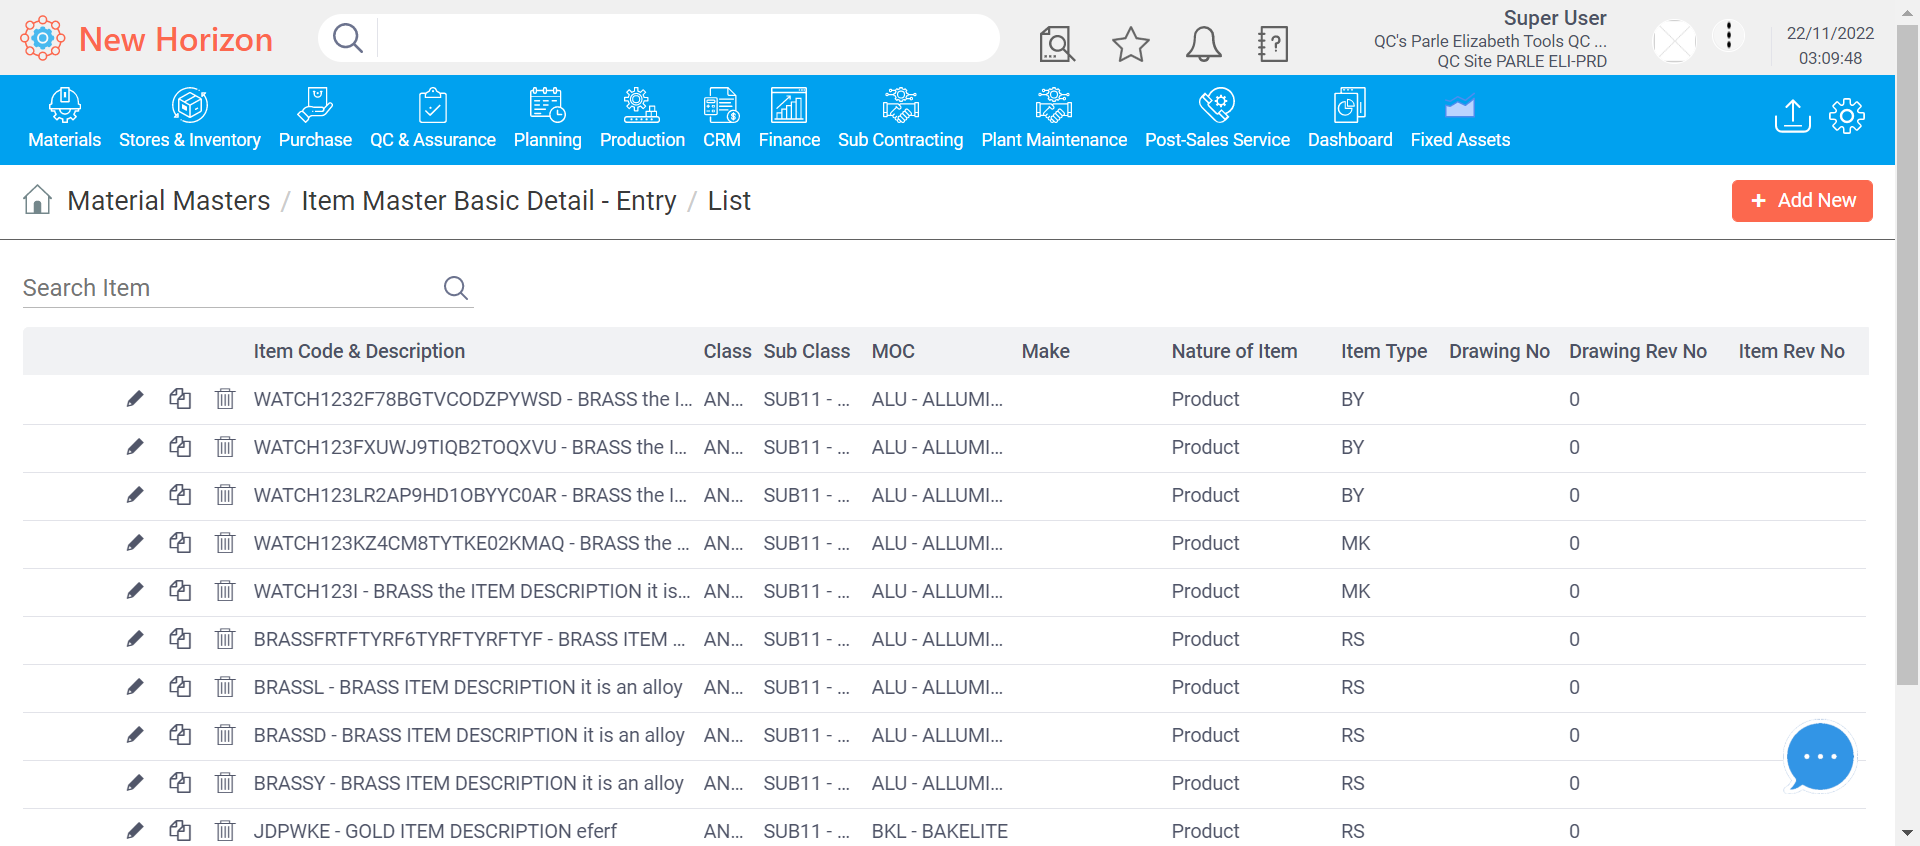 New Horizon
Super User
QC's Parle Elizabeth Tools QC ...
QC Site PARLE ELI-PRD
22/11/2022
03:09:48
Materials Stores & Inventory Purchase QC & Assurance Planning Production CRM Finance Sub Contracting Plant Maintenance Post-Sales Service Dashboard Fixed Assets
Material Masters / Item Master Basic Detail - Entry / List
+ Add New
Search Item
Item Code & Description Class Sub Class MOC Make Nature of Item Item Type Drawing No Drawing Rev No Item Rev No
WATCH1232F78BGTVCODZPYWSD - BRASS the I... AN... SUB11 - ... ALU - ALLUMI... Product BY 0
WATCH123FXUWJ9TIQB2TOQXVU - BRASS the I... AN... SUB11 - ... ALU - ALLUMI... Product BY 0
WATCH123LR2AP9HD1OBYYC0AR - BRASS the I... AN... SUB11 - ... ALU - ALLUMI... Product BY 0
WATCH123KZ4CM8TYTKE02KMAQ - BRASS the ... AN... SUB11 - ... ALU - ALLUMI... Product MK 0
WATCH123I - BRASS the ITEM DESCRIPTION it is... AN... SUB11 - ... ALU - ALLUMI... Product MK 0
BRASSFRTFTYRF6TYRFTYRFTYF - BRASS ITEM ... AN... SUB11 - ... ALU - ALLUMI... Product RS 0
BRASSL - BRASS ITEM DESCRIPTION it is an alloy AN... SUB11 - ... ALU - ALLUMI... Product RS 0
BRASSD - BRASS ITEM DESCRIPTION it is an alloy AN... SUB11 - ... ALU - ALLUMI... Product RS 0
BRASSY - BRASS ITEM DESCRIPTION it is an alloy AN... SUB11 - ... ALU - ALLUMI... Product RS 0
JDPWKE - GOLD ITEM DESCRIPTION eferf AN... SUB11 - ... BKL - BAKELITE Product RS 0